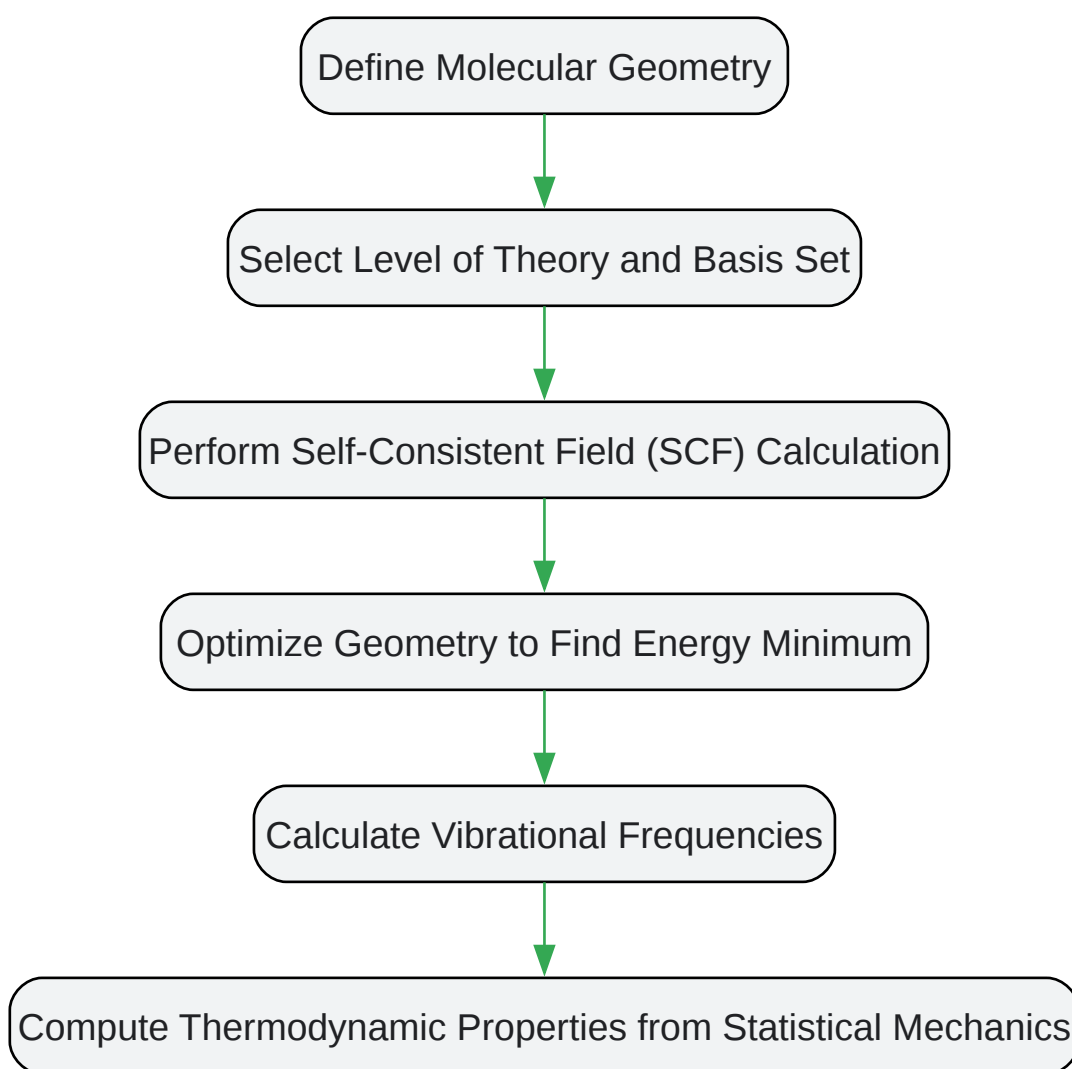 Define Molecular Geometry
Select Level of Theory and Basis Set
Perform Self-Consistent Field (SCF) Calculation
Optimize Geometry to Find Energy Minimum
Calculate Vibrational Frequencies
Compute Thermodynamic Properties from Statistical Mechanics